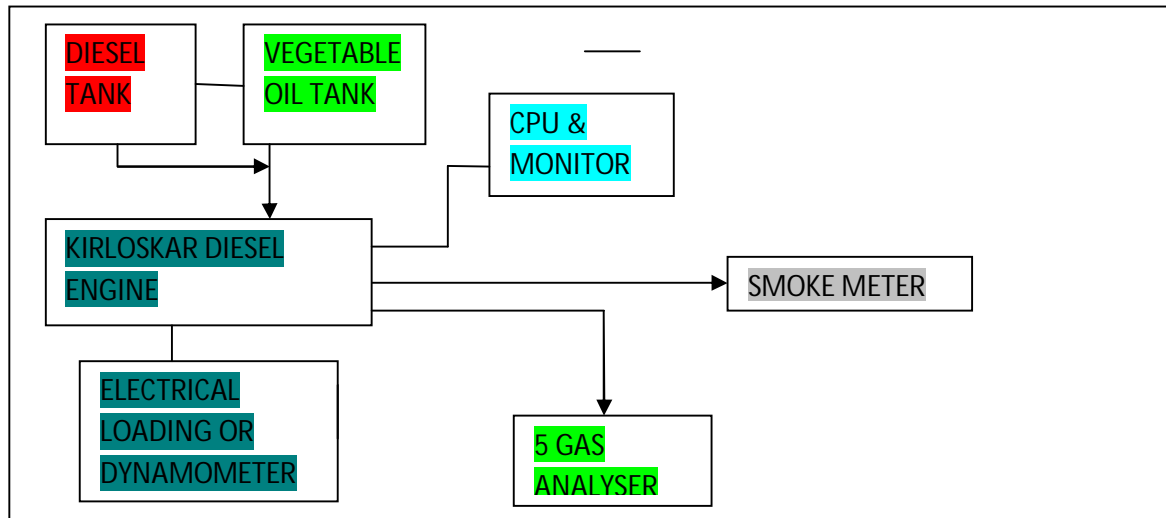 DIESEL
TANK
VEGETABLE
OIL TANK
CPU &
MONITOR
KIRLOSKAR DIESEL
ENGINE
SMOKE METER
ELECTRICAL
LOADING OR
DYNAMOMETER
5 GAS
ANALYSER